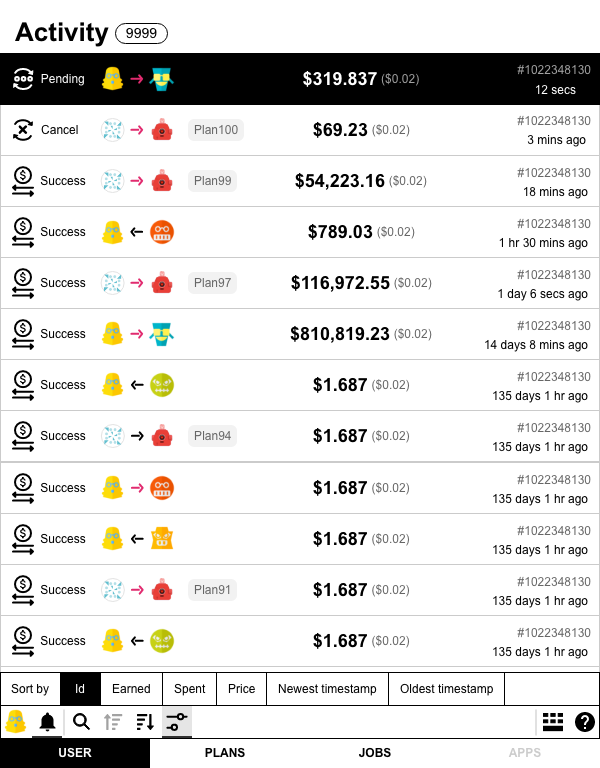 Activity 9999
Pending $319.837 ($0.02) #1022348130
12 secs
Cancel Plan100 $69.23 ($0.02) #1022348130
3 mins ago
Success Plan99 $54,223.16 ($0.02) #1022348130
18 mins ago
Success $789.03 ($0.02) #1022348130
1 hr 30 mins ago
Success Plan97 $116,972.55 ($0.02) #1022348130
1 day 6 secs ago
Success $810,819.23 ($0.02) #1022348130
14 days 8 mins ago
Success $1.687 ($0.02) #1022348130
135 days 1 hr ago
Success Plan94 $1.687 ($0.02) #1022348130
135 days 1 hr ago
Success $1.687 ($0.02) #1022348130
135 days 1 hr ago
Success $1.687 ($0.02) #1022348130
135 days 1 hr ago
Success Plan91 $1.687 ($0.02) #1022348130
135 days 1 hr ago
Success $1.687 ($0.02) #1022348130
135 days 1 hr ago
Sort by Id Earned Spent Price Newest timestamp Oldest timestamp
USER PLANS JOBS APPS